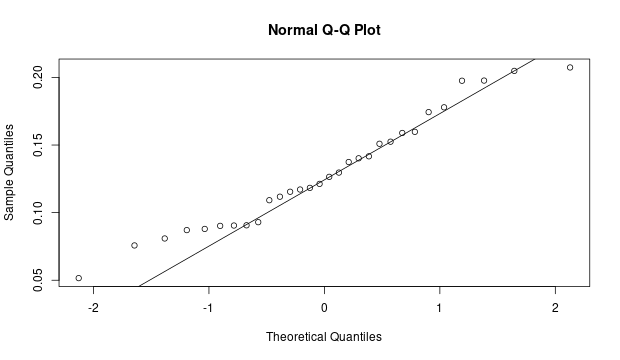 Normal Q-Q Plot
Sample Quantiles
0.20
0.15
0.10
0.05
-2 -1 0 1 2
Theoretical Quantiles